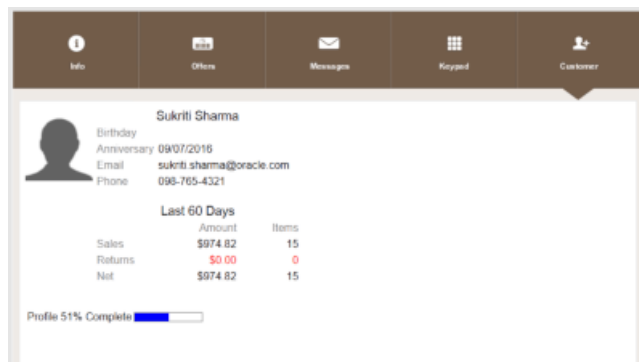 Info Offers Messages Keypad Customer
Sukriti Sharma
Birthday
Anniversary 09/07/2016
Email sukriti.sharma@oracle.com
Phone 098-765-4321
Last 60 Days
Amount Items
Sales $974.82 15
Returns $0.00 0
Net $974.82 15
Profile 51% Complete